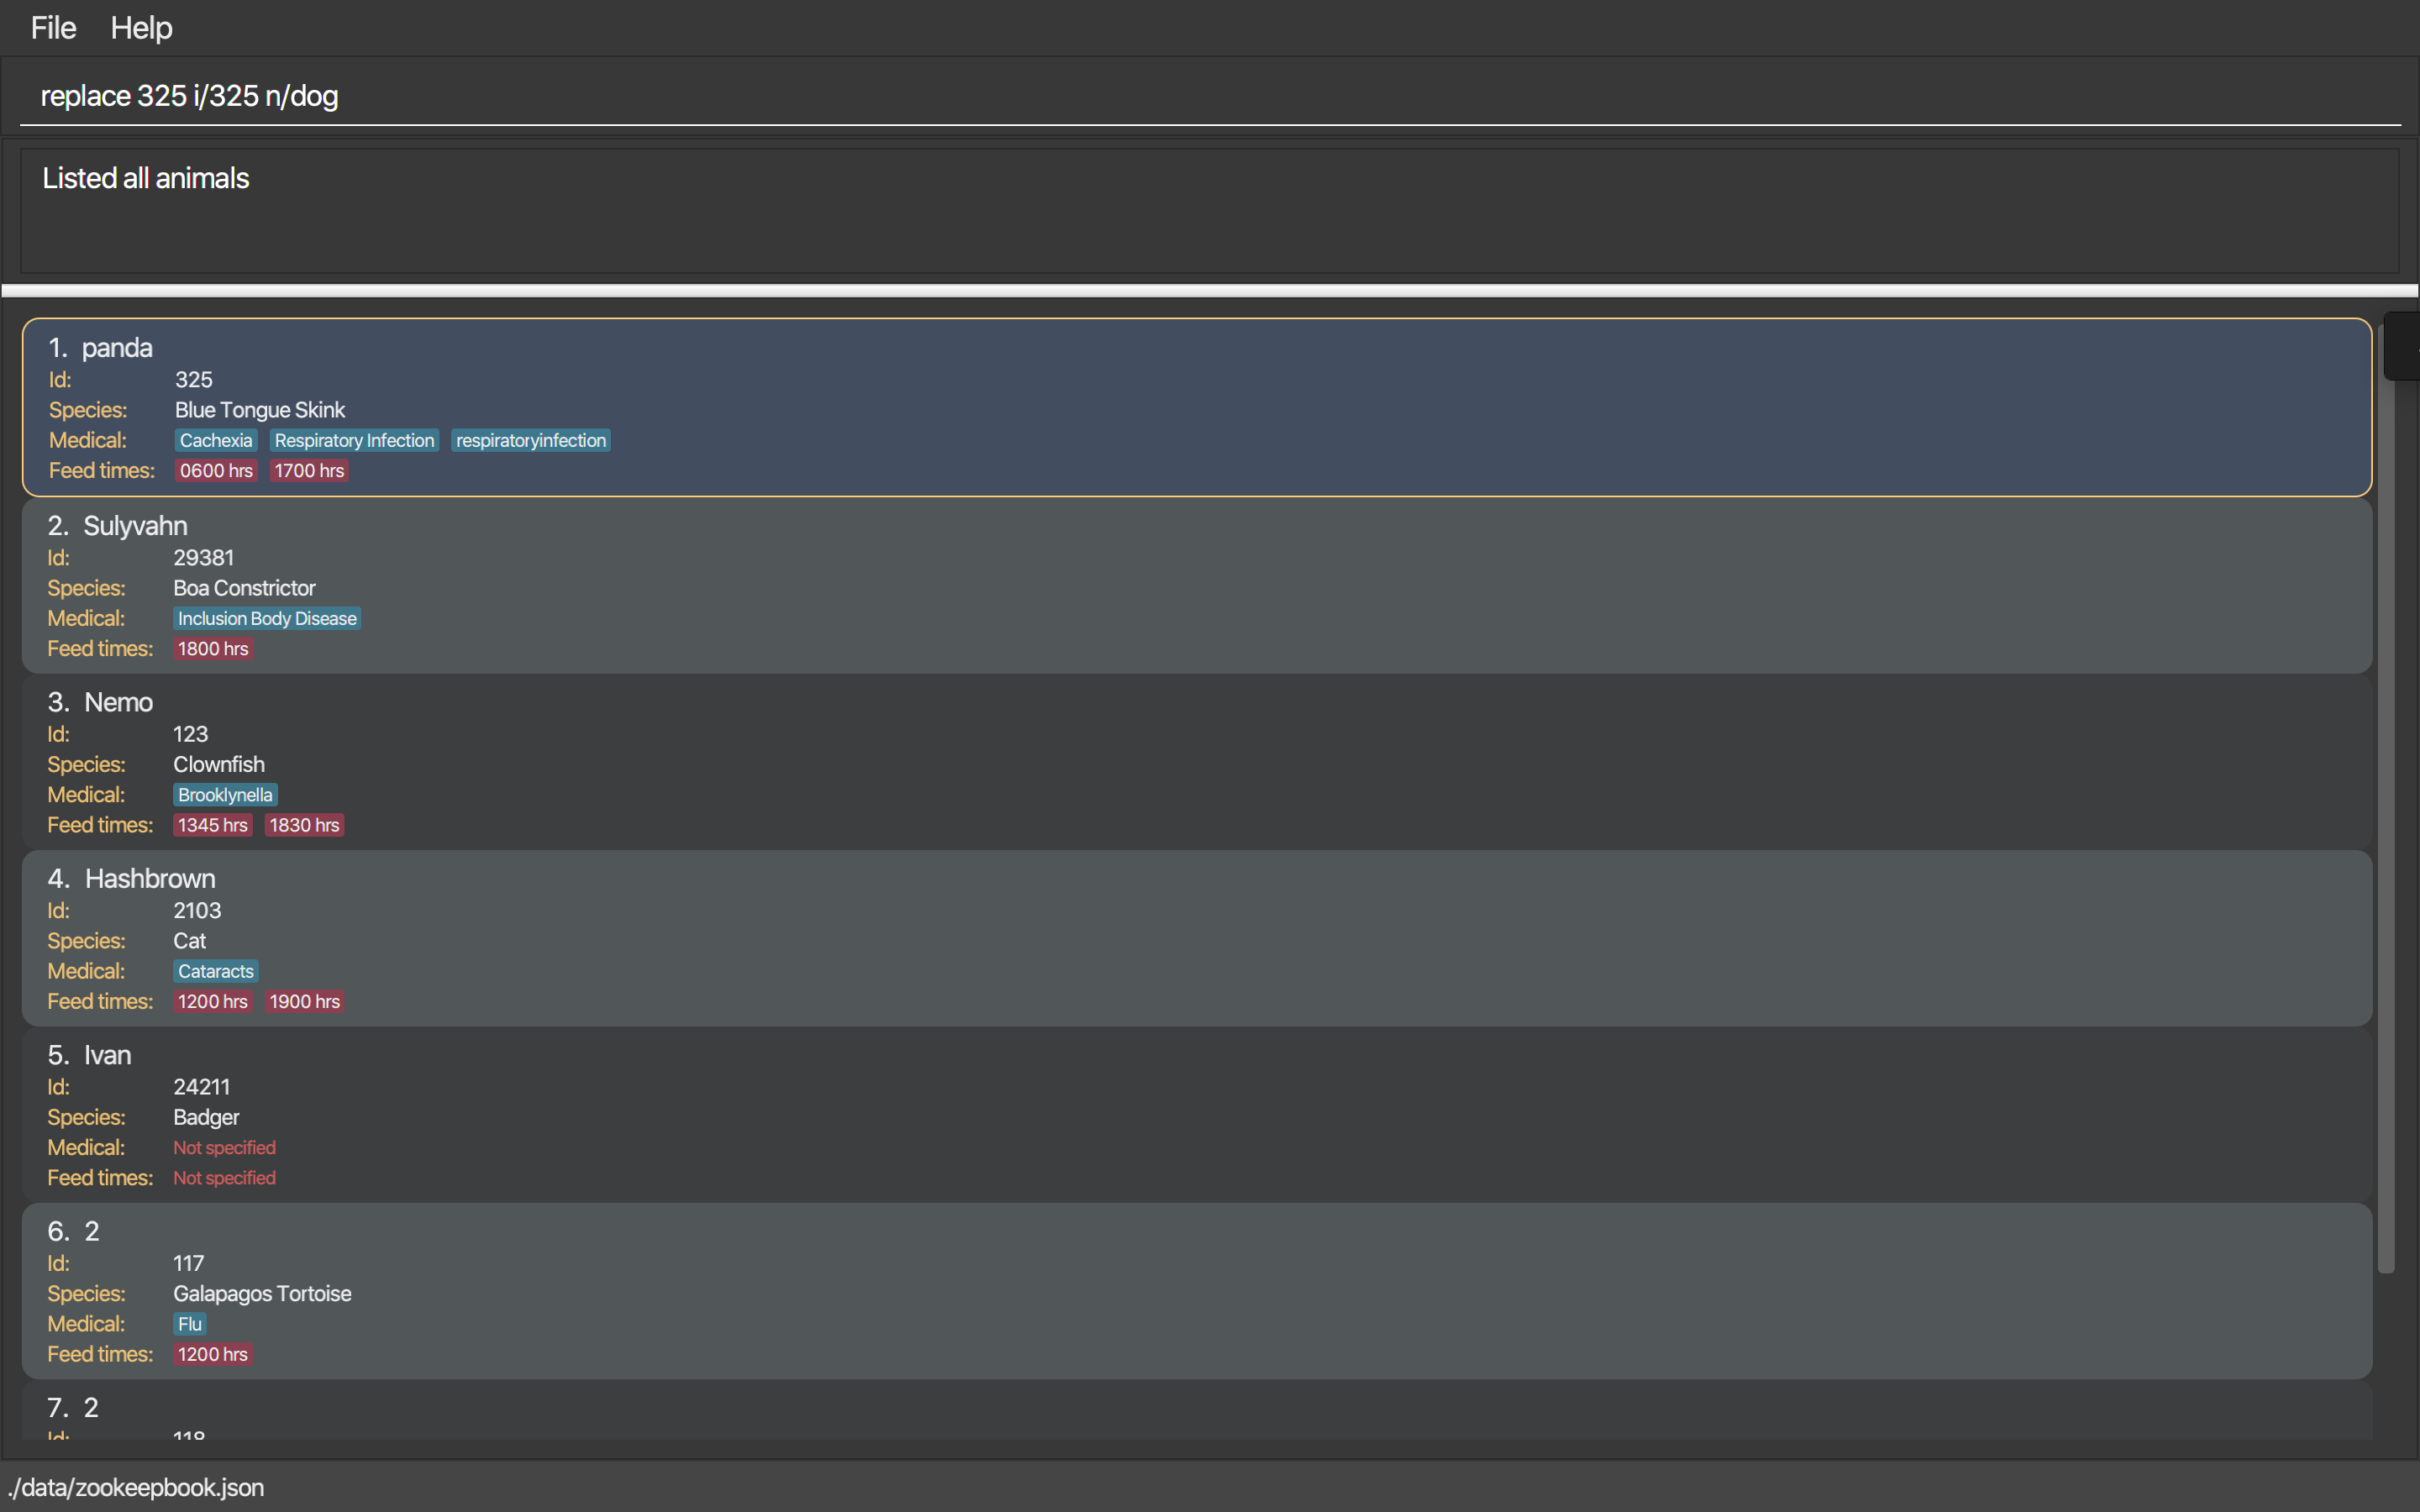 File Help
replace 325 i/325 n/dog
Listed all animals
1. panda
Id: 325
Species: Blue Tongue Skink
Medical: Cachexia Respiratory Infection respiratoryinfection
Feed times: 0600 hrs 1700 hrs
2. Sulyvahn
Id: 29381
Species: Boa Constrictor
Medical: Inclusion Body Disease
Feed times: 1800 hrs
3. Nemo
Id: 123
Species: Clownfish
Medical: Brooklynella
Feed times: 1345 hrs 1830 hrs
4. Hashbrown
Id: 2103
Species: Cat
Medical: Cataracts
Feed times: 1200 hrs 1900 hrs
5. Ivan
Id: 24211
Species: Badger
Medical: Not specified
Feed times: Not specified
6. 2
Id: 117
Species: Galapagos Tortoise
Medical: Flu
Feed times: 1200 hrs
7. 2
Id: 118
./data/zookeepbook.json